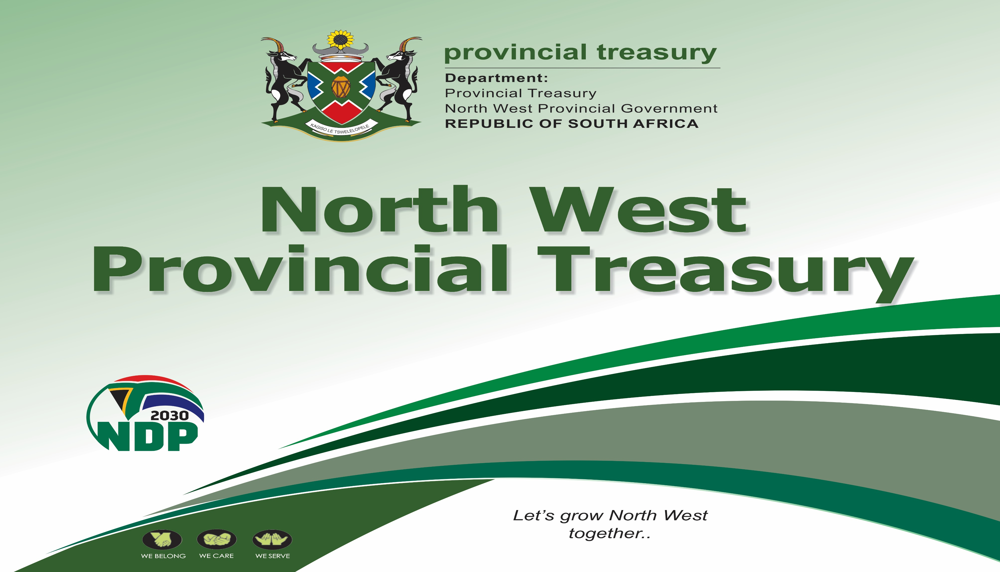 provincial treasury
Department:
Provincial Treasury
North West Provincial Government
REPUBLIC OF SOUTH AFRICA
KAGISO LE TSWELELOPELE
North West
Provincial Treasury
2030
NDP
Let’s grow North West
together..
WE BELONG WE CARE WE SERVE